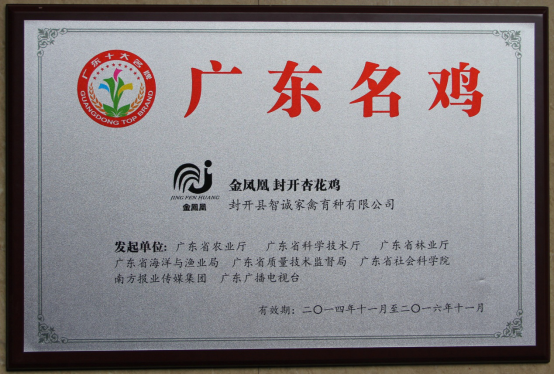 广东十大名牌
GUANGDONG TOP BRAND
广东名鸡
JING FEN HUANG
金凤凰
金凤凰 封开杏花鸡
封开县智诚家禽育种有限公司
发起单位：广东省农业厅 广东省科学技术厅 广东省林业厅
广东省海洋与渔业局 广东省质量技术监督局 广东省社会科学院
南方报业传媒集团 广东广播电视台
有效期：二〇一四年十一月至二〇一六年十一月